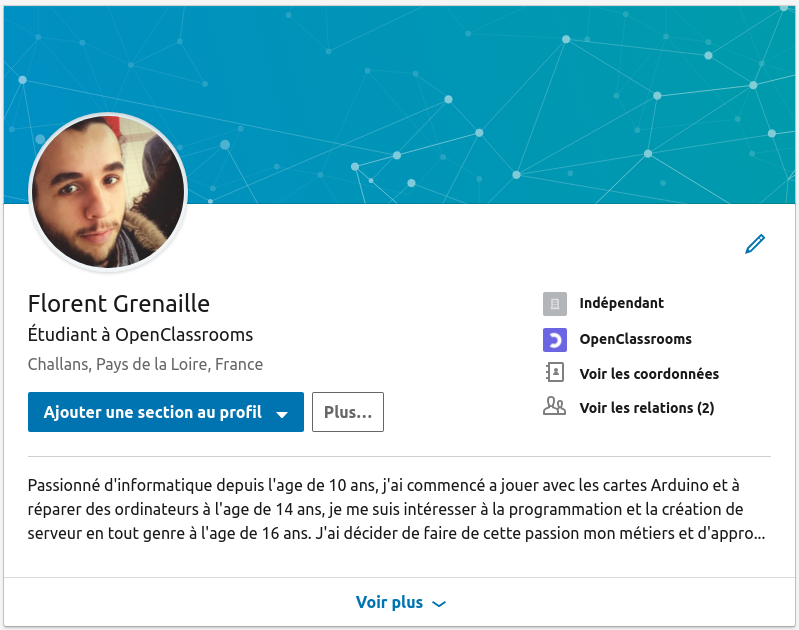 Florent Grenaille
Étudiant à OpenClassrooms
Challans, Pays de la Loire, France
Ajouter une section au profil
Plus...
Indépendant
OpenClassrooms
Voir les coordonnées
Voir les relations (2)
Passionné d'informatique depuis l'age de 10 ans, j'ai commencé a jouer avec les cartes Arduino et à
réparer des ordinateurs à l'age de 14 ans, je me suis intéresser à la programmation et la création de
serveur en tout genre à l'age de 16 ans. J'ai décider de faire de cette passion mon métiers et d'appro...
Voir plus